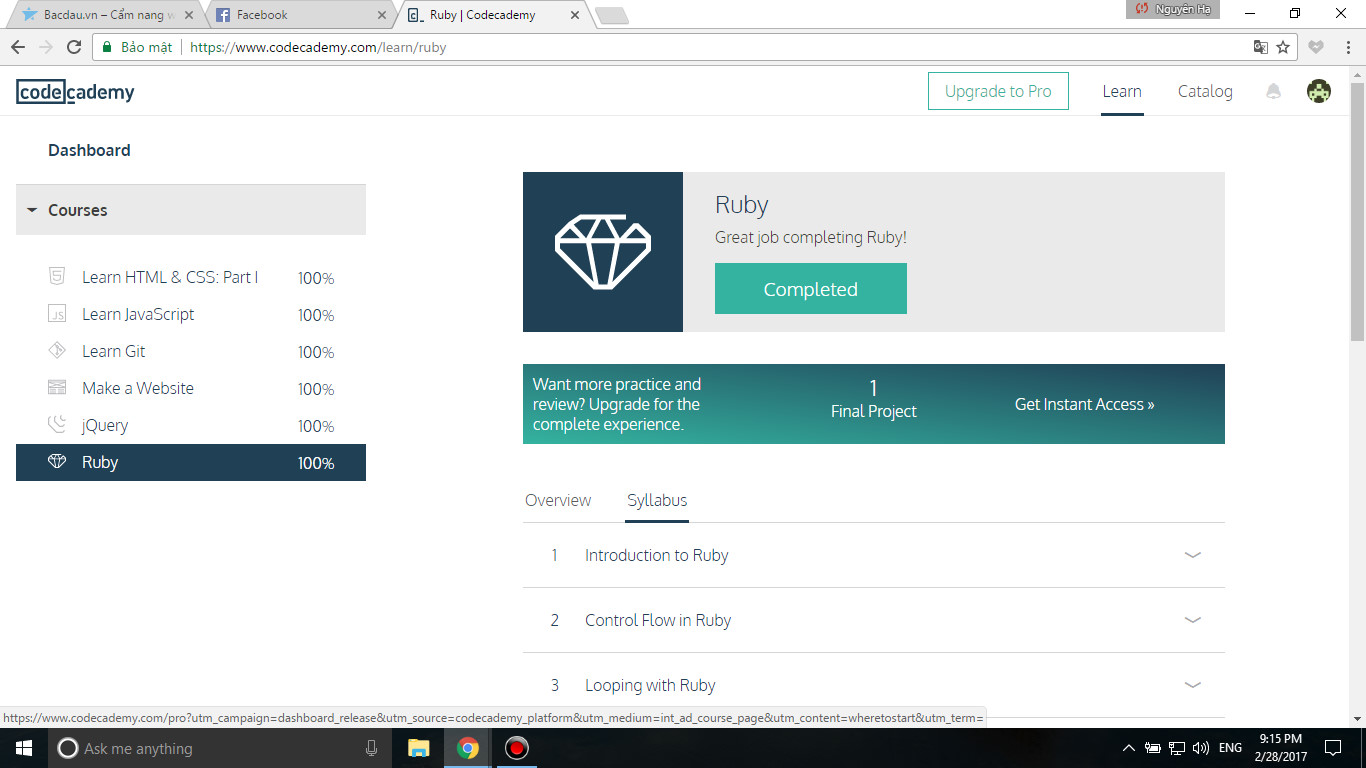 Bacdau.vn – Cẩm nang w
Facebook
Ruby | Codecademy
Nguyên Hạ
Bảo mật
https://www.codecademy.com/learn/ruby
codecademy
Upgrade to Pro
Learn
Catalog
Dashboard
Courses
Learn HTML & CSS: Part I 100%
JS Learn JavaScript 100%
Learn Git 100%
Make a Website 100%
jQuery 100%
Ruby 100%
Ruby
Great job completing Ruby!
Completed
Want more practice and
review? Upgrade for the
complete experience.
1
Final Project
Get Instant Access »
Overview Syllabus
1 Introduction to Ruby
2 Control Flow in Ruby
3 Looping with Ruby
https://www.codecademy.com/pro?utm_campaign=dashboard_release&utm_source=codecademy_platform&utm_medium=int_ad_course_page&utm_content=wheretostart&utm_term=
Ask me anything
ENG
9:15 PM
2/28/2017